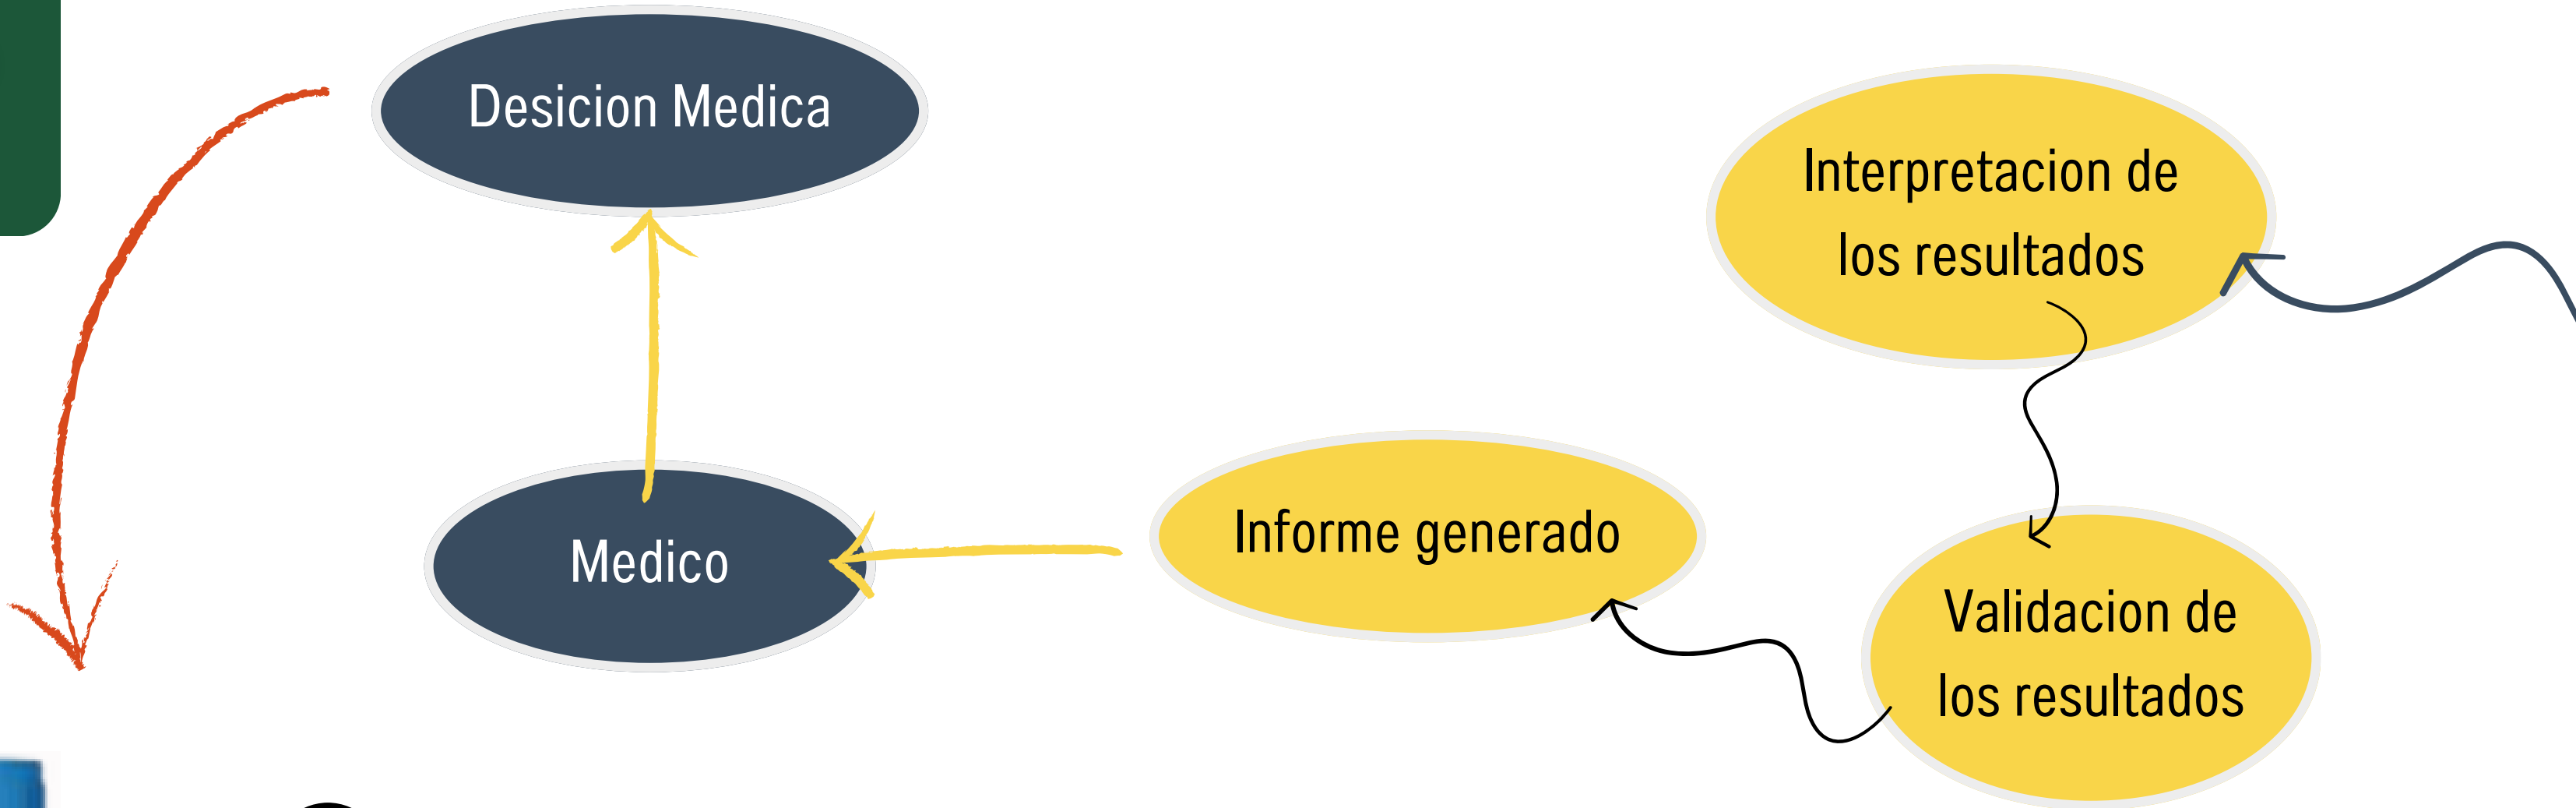 Desicion Medica
Interpretacion de
los resultados
Informe generado
Medico
Validacion de
los resultados